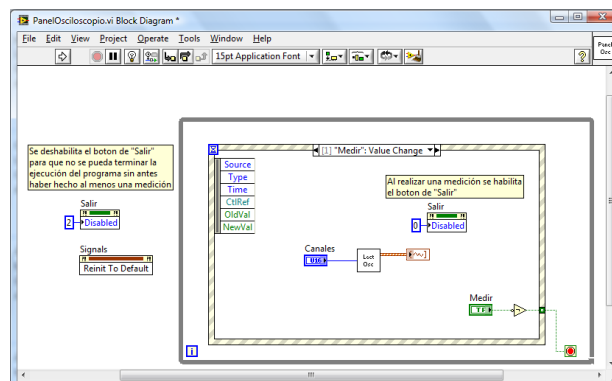 PanelOsciloscopio.vi Block Diagram *
File Edit View Project Operate Tools Window Help
15pt Application Font
?
Panel
Osc
Se deshabilita el boton de "Salir"
para que no se pueda terminar la
ejecución del programa sin antes
haber hecho al menos una medición
Salir
2
Disabled
Signals
Reinit To Default
[1] "Medir": Value Change
Source
Type
Time
CtlRef
OldVal
NewVal
Al realizar una medición se habilita
el boton de "Salir"
Salir
0
Disabled
Canales
U16
Lect
Osc
Medir
TF
i